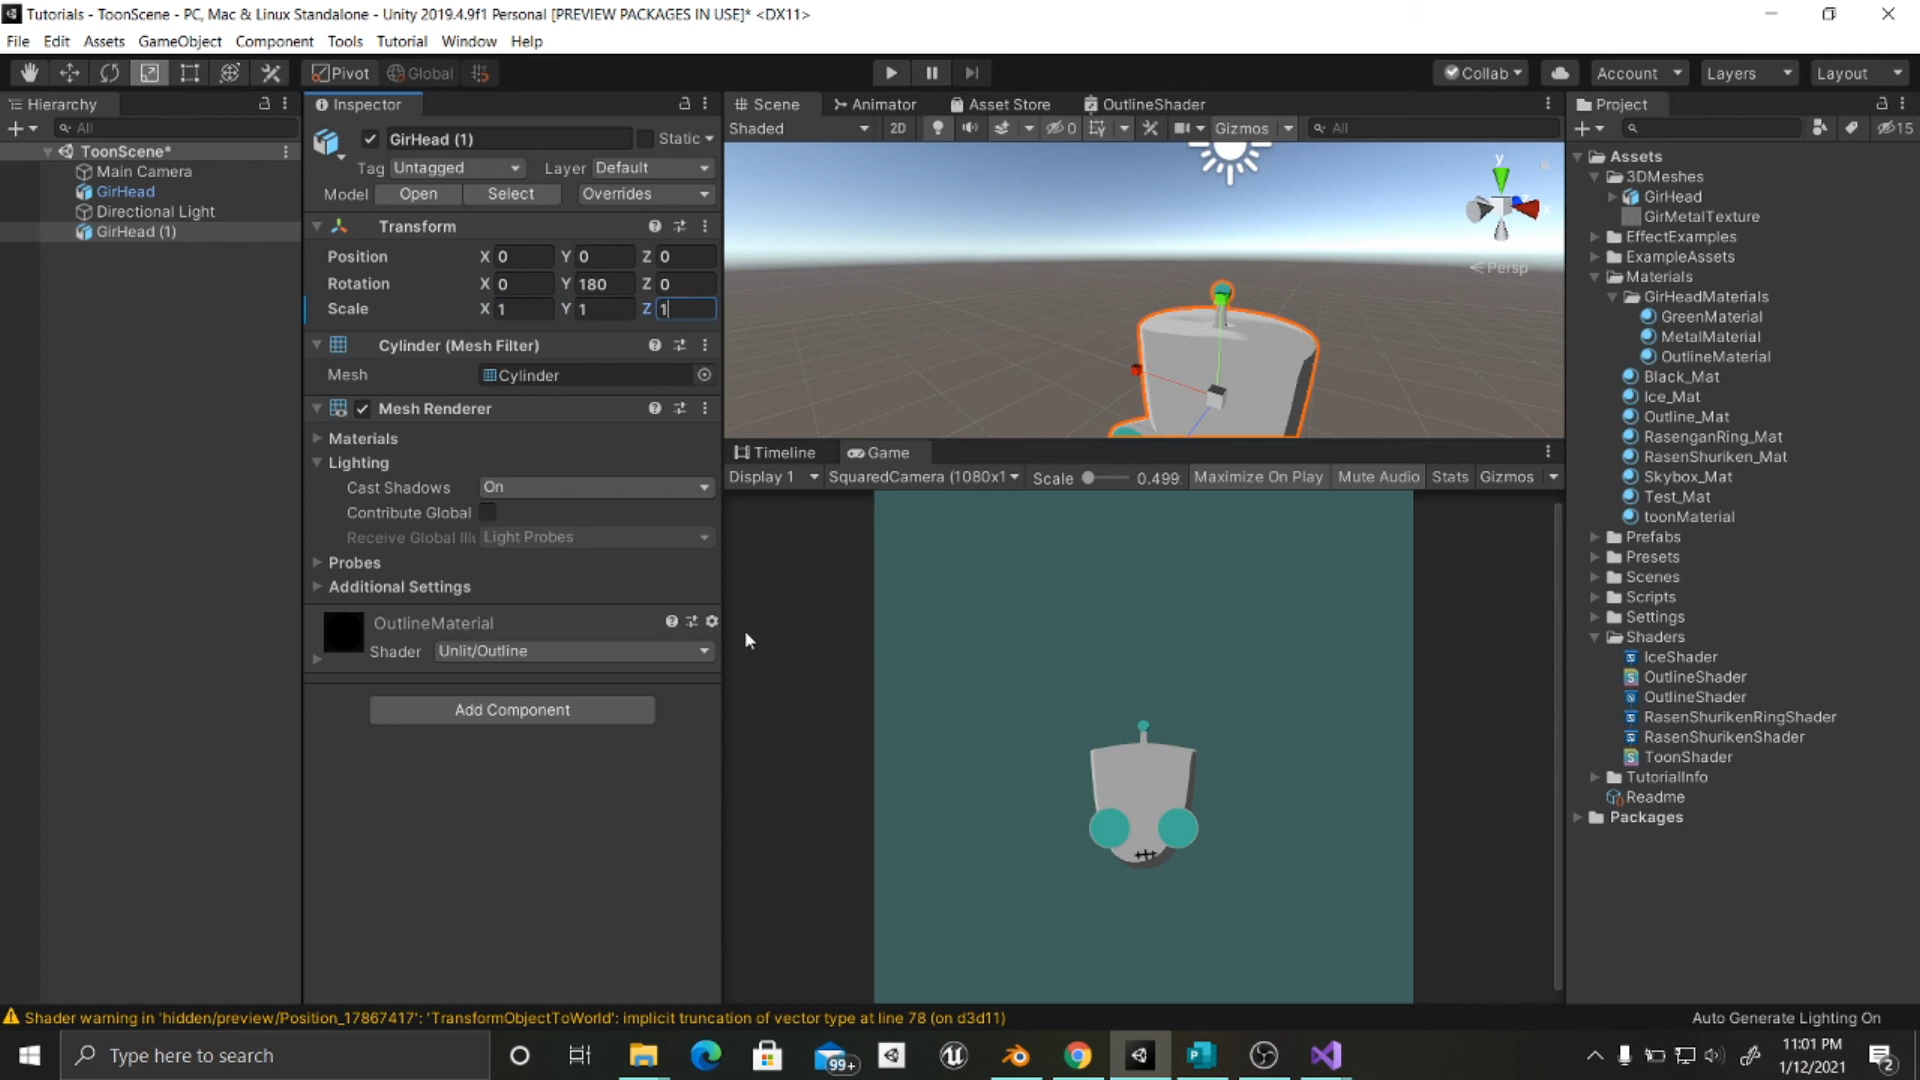 Tutorials - ToonScene - PC, Mac & Linux Standalone - Unity 2019.4.9f1 Personal [PREVIEW PACKAGES IN USE]* <DX11>
File Edit Assets GameObject Component Tools Tutorial Window Help
Pivot Global Collab Account Layers Layout
Hierarchy
All
ToonScene*
Main Camera
GirHead
Directional Light
GirHead (1)
Inspector
GirHead (1) Static
Tag Untagged Layer Default
Model Open Select Overrides
Transform
Position X 0 Y 0 Z 0
Rotation X 0 Y 180 Z 0
Scale X 1 Y 1 Z 1
Cylinder (Mesh Filter)
Mesh Cylinder
Mesh Renderer
Materials
Lighting
Cast Shadows On
Contribute Global
Receive Global Illu Light Probes
Probes
Additional Settings
OutlineMaterial
Shader Unlit/Outline
Add Component
Scene Animator Asset Store OutlineShader
Shaded 2D 0 Gizmos All
y
Persp
Timeline Game
Display 1 SquaredCamera (1080x1 Scale 0.499 Maximize On Play Mute Audio Stats Gizmos
Project
15
Assets
3DMeshes
GirHead
GirMetalTexture
EffectExamples
ExampleAssets
Materials
GirHeadMaterials
GreenMaterial
MetalMaterial
OutlineMaterial
Black_Mat
Ice_Mat
Outline_Mat
RasenganRing_Mat
RasenShuriken_Mat
Skybox_Mat
Test_Mat
toonMaterial
Prefabs
Presets
Scenes
Scripts
Settings
Shaders
IceShader
OutlineShader
OutlineShader
RasenShurikenRingShader
RasenShurikenShader
ToonShader
TutorialInfo
Readme
Packages
Shader warning in 'hidden/preview/Position_17867417': 'TransformObjectToWorld': implicit truncation of vector type at line 78 (on d3d11)
Auto Generate Lighting On
Type here to search
99+
11:01 PM
1/12/2021
2